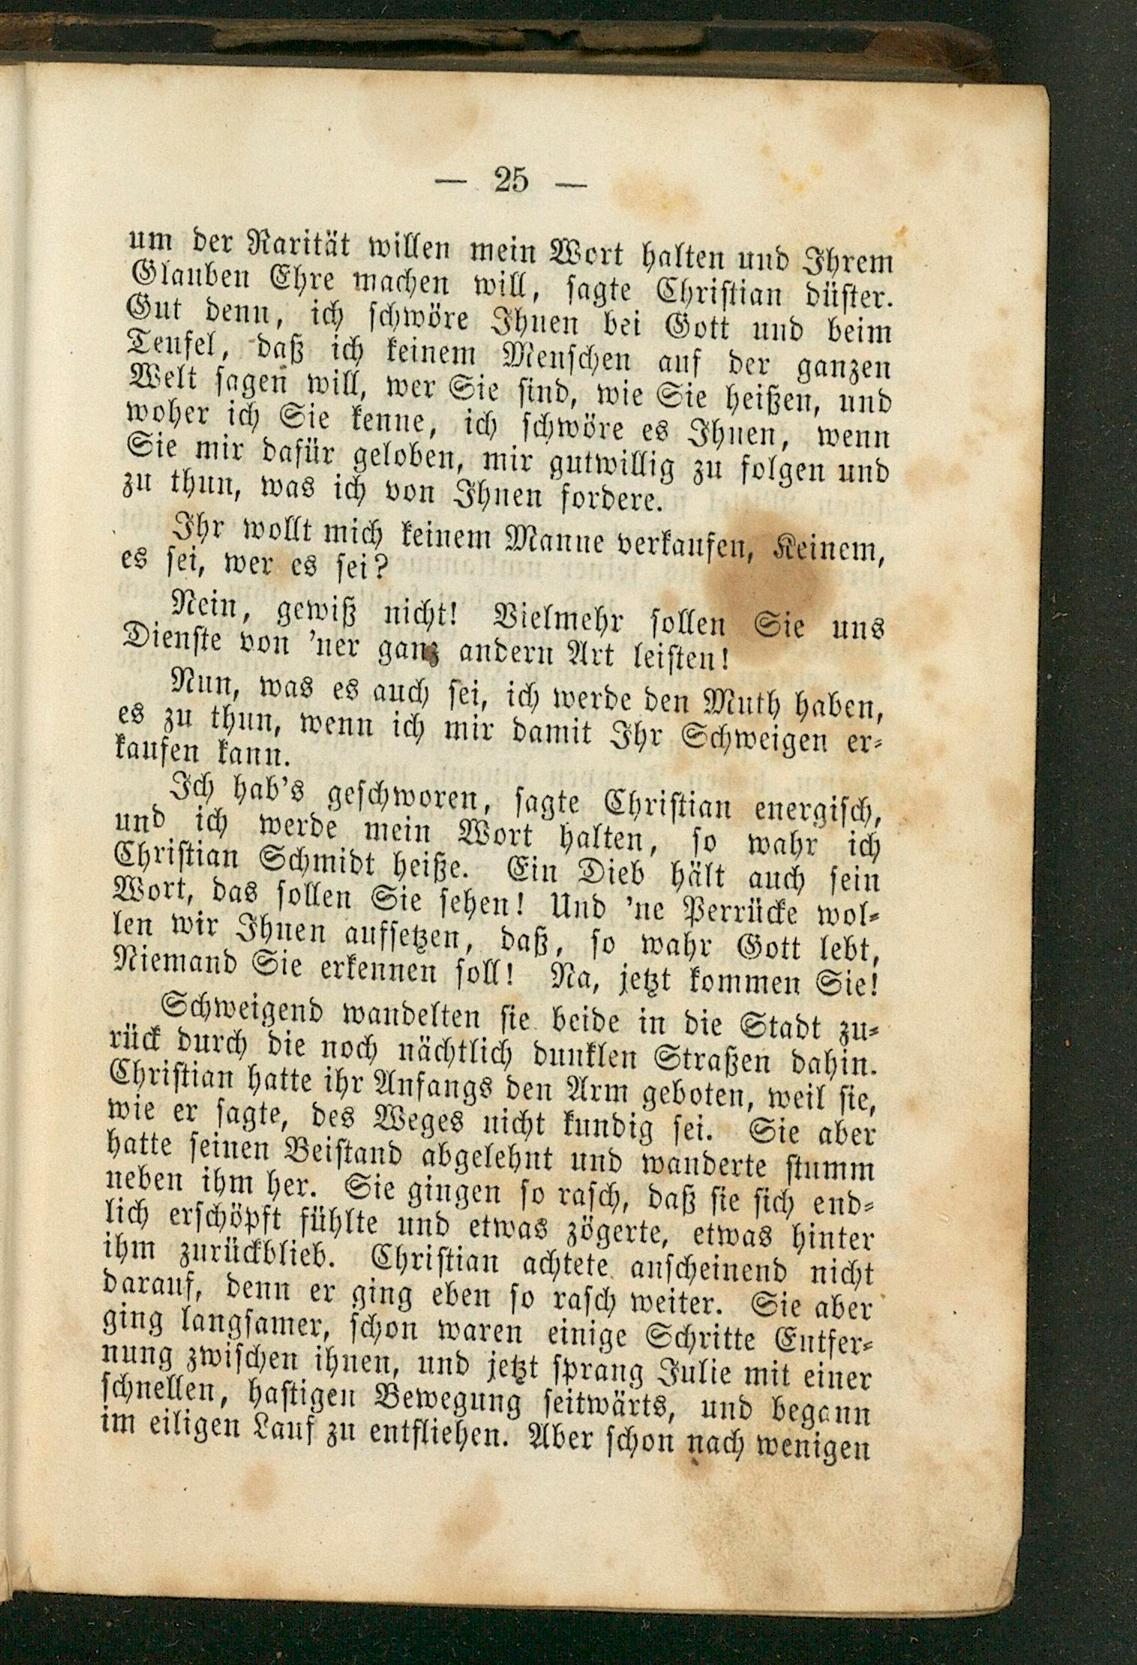 — 25 —
um der Rarität willen mein Wort halten und Ihrem
Glauben Ehre machen will, sagte Christian düster.
Gut denn, ich schwöre Ihnen bei Gott und beim
Teufel, daß ich keinem Menschen auf der ganzen
Welt sagen will, wer Sie sind, wie Sie heißen, und
woher ich Sie kenne, ich schwöre es Ihnen, wenn
Sie mir dafür geloben, mir gutwillig zu folgen und
zu thun, was ich von Ihnen fordere.
Ihr wollt mich keinem Manne verkaufen, Keinem,
es sei, wer es sei?
Nein, gewiß nicht! Vielmehr sollen Sie uns
Dienste von 'ner ganz andern Art leisten!
Nun, was es auch sei, ich werde den Muth haben,
es zu thun, wenn ich mir damit Ihr Schweigen er-
kaufen kann.
Ich hab's geschworen, sagte Christian energisch,
und ich werde mein Wort halten, so wahr ich
Christian Schmidt heiße. Ein Dieb hält auch sein
Wort, das sollen Sie sehen! Und 'ne Perrücke wol-
len wir Ihnen aufsetzen, daß, so wahr Gott lebt,
Niemand Sie erkennen soll! Na, jetzt kommen Sie!
Schweigend wandelten sie beide in die Stadt zu-
rück durch die noch nächtlich dunklen Straßen dahin.
Christian hatte ihr Anfangs den Arm geboten, weil sie,
wie er sagte, des Weges nicht kundig sei. Sie aber
hatte seinen Beistand abgelehnt und wanderte stumm
neben ihm her. Sie gingen so rasch, daß sie sich end-
lich erschöpft fühlte und etwas zögerte, etwas hinter
ihm zurückblieb. Christian achtete anscheinend nicht
darauf, denn er ging eben so rasch weiter. Sie aber
ging langsamer, schon waren einige Schritte Entfer-
nung zwischen ihnen, und jetzt sprang Julie mit einer
schnellen, hastigen Bewegung seitwärts, und begann
im eiligen Lauf zu entfliehen. Aber schon nach wenigen